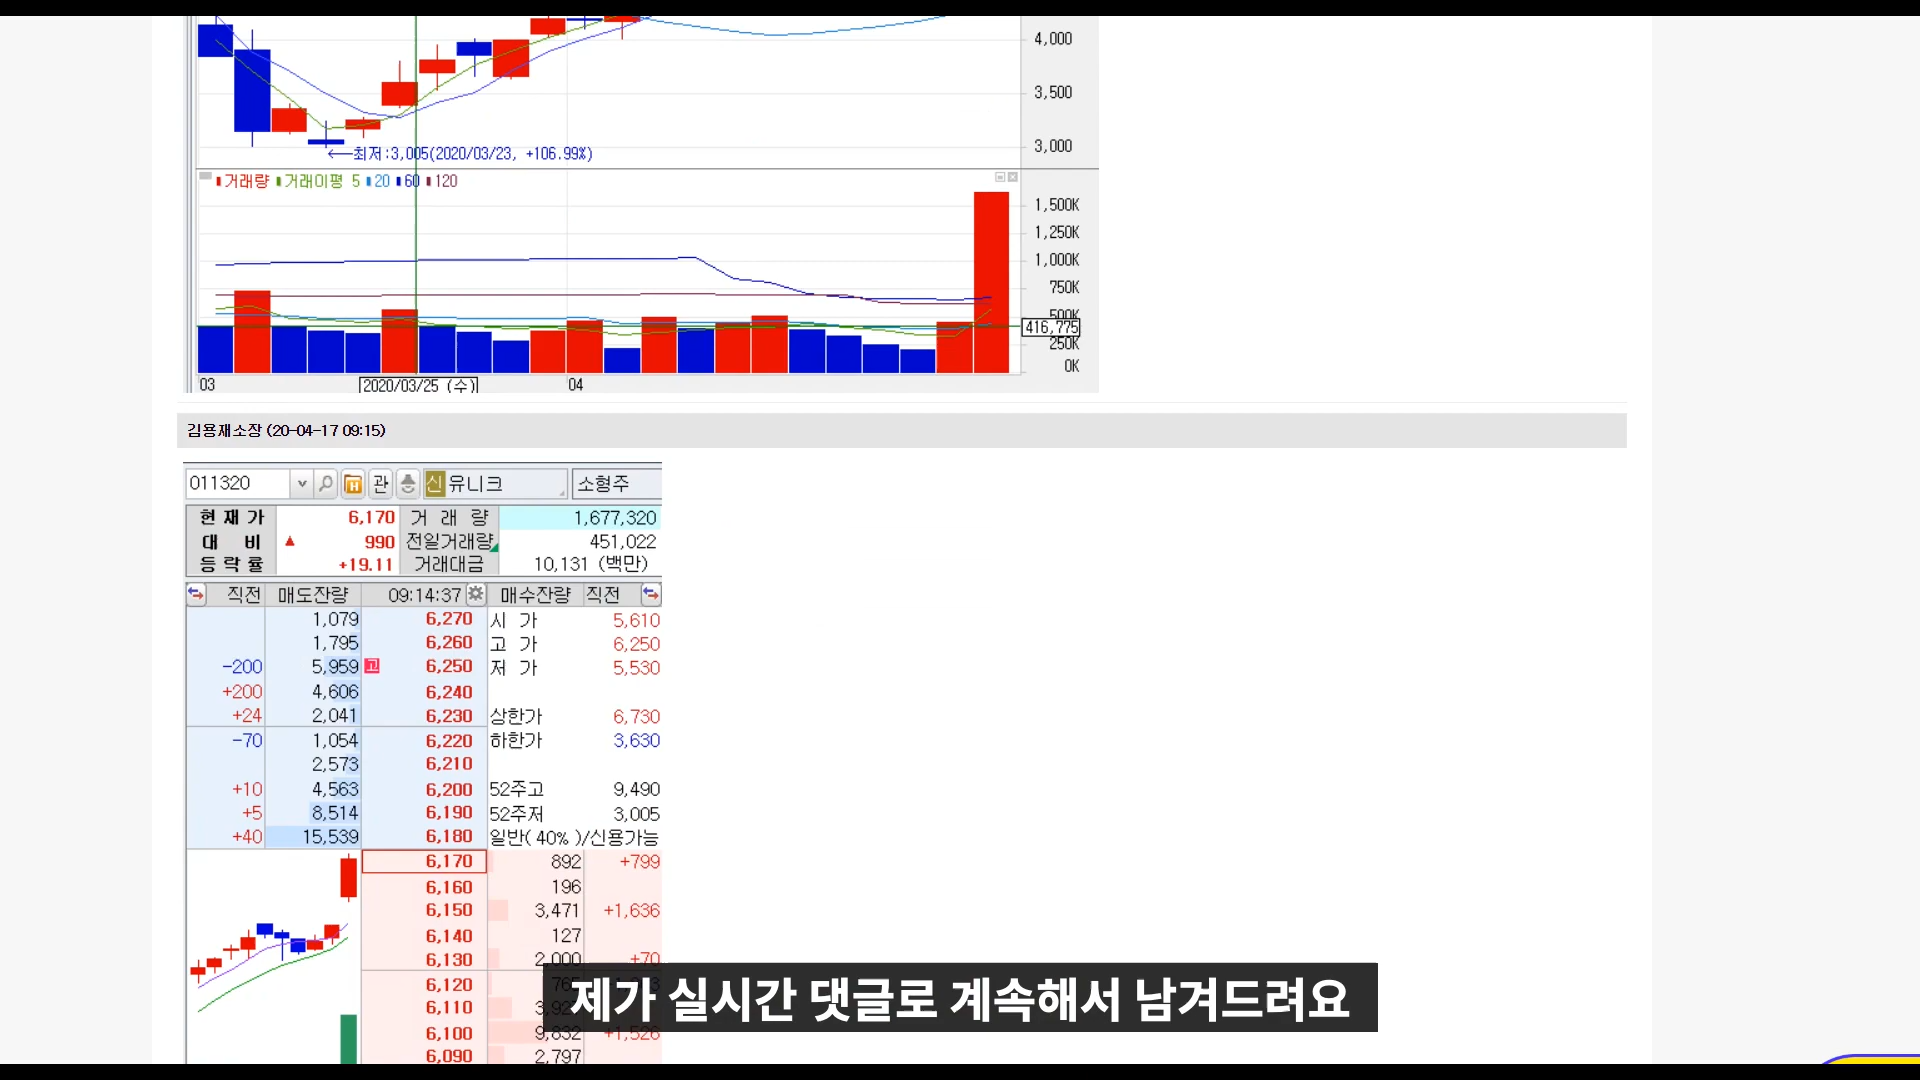 4,000
3,500
3,000
최저:3,005(2020/03/23, +106.99%)
거래량 거래이평 5 20 60 120
1,500K
1,250K
1,000K
750K
500K
416,775
250K
0K
03 2020/03/25 (수) 04
김용재소장 (20-04-17 09:15)
011320 관 신 유니크 소형주
현재가 6,170 거래량 1,677,320
대비 ▲ 990 전일거래량 451,022
등락률 +19.11 거래대금 10,131 (백만)
직전 매도잔량 09:14:37 매수잔량 직전
1,079 6,270 시가 5,610
1,795 6,260 고가 6,250
-200 5,959 고 6,250 저가 5,530
+200 4,606 6,240
+24 2,041 6,230 상한가 6,730
-70 1,054 6,220 하한가 3,630
2,573 6,210
+10 4,563 6,200 52주고 9,490
+5 8,514 6,190 52주저 3,005
+40 15,539 6,180 일반(40%)/신용가능
6,170 892 +799
6,160 196
6,150 3,471 +1,636
6,140 127
6,130 2,000 +70
6,120
6,110
6,100 9,832 +1,526
6,090 2,797
제가 실시간 댓글로 계속해서 남겨드려요